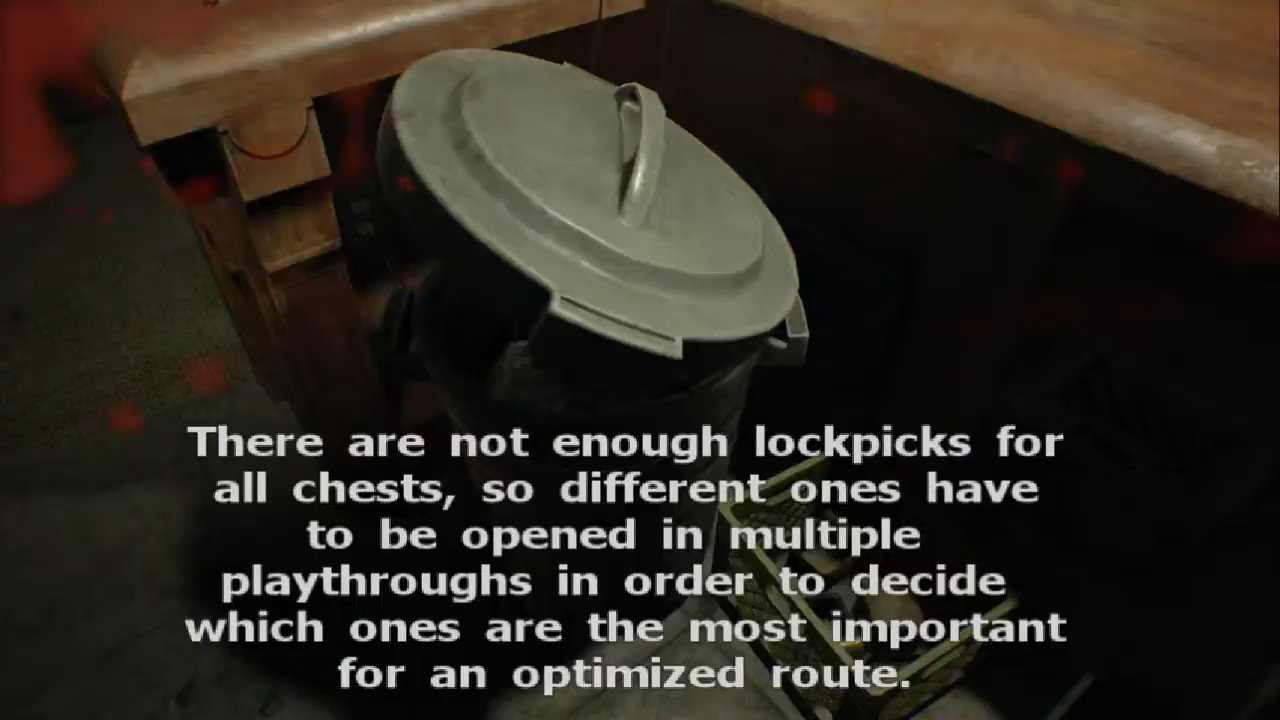 There are not enough lockpicks for
all chests, so different ones have
to be opened in multiple
playthroughs in order to decide
which ones are the most important
for an optimized route.